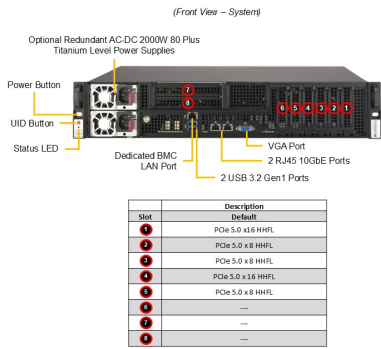 (Front View – System)
Optional Redundant AC-DC 2000W 80 Plus
Titanium Level Power Supplies
7
8
6 5 4 3 2 1
Power Button
UID Button
Status LED
Dedicated BMC
LAN Port
VGA Port
2 RJ45 10GbE Ports
2 USB 3.2 Gen1 Ports
Description
Slot Default
1 PCIe 5.0 x16 HHFL
2 PCIe 5.0 x 8 HHFL
3 PCIe 5.0 x 8 HHFL
4 PCIe 5.0 x 16 HHFL
5 PCIe 5.0 x 8 HHFL
6 ---
7 ---
8 ---